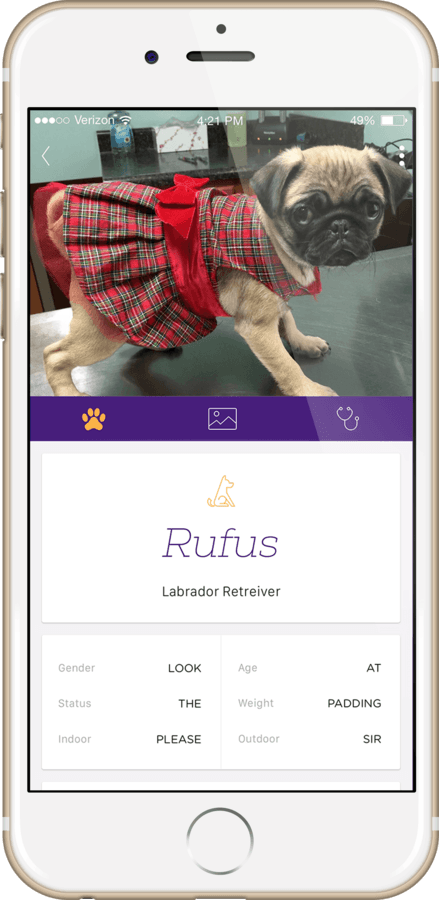 Verizon 4:21 PM 49%
Rufus
Labrador Retreiver
Gender LOOK Age AT
Status THE Weight PADDING
Indoor PLEASE Outdoor SIR